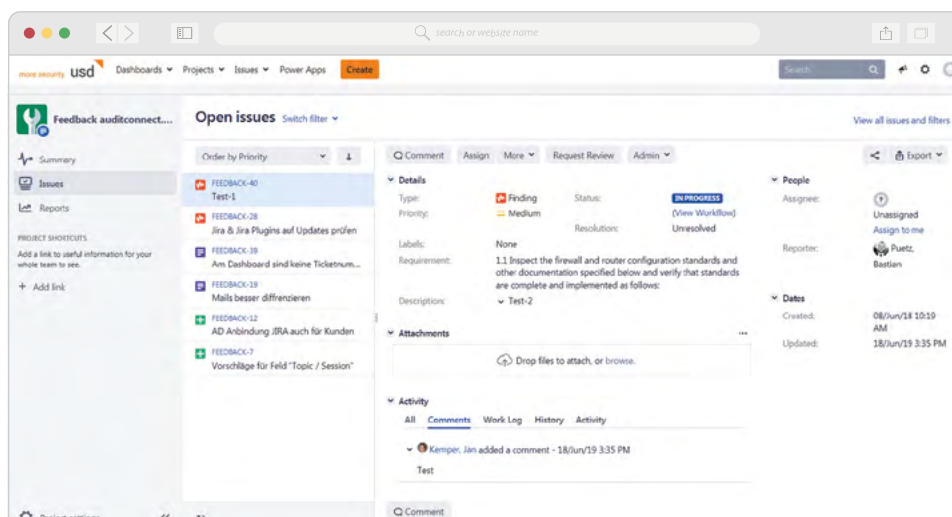 search or website name
more security. usd
Dashboards Projects Issues Power Apps Create
Search
Feedback auditconnect....
Summary
Issues
Reports
PROJECT SHORTCUTS
Add a link to useful information for your
whole team to see.
+ Add link
Open issues Switch filter
View all issues and filters
Order by Priority
FEEDBACK-40
Test-1
FEEDBACK-28
Jira & Jira Plugins auf Updates prüfen
FEEDBACK-39
Am Dashboard sind keine Ticketnum...
FEEDBACK-19
Mails besser diffrenzieren
FEEDBACK-12
AD Anbindung JIRA auch für Kunden
FEEDBACK-7
Vorschläge für Feld "Topic / Session"
Comment Assign More Request Review Admin
Export
Details
Type: Finding Status: IN PROGRESS
Priority: Medium (View Workflow)
Resolution: Unresolved
Labels: None
Requirement: 1.1 Inspect the firewall and router configuration standards and
other documentation specified below and verify that standards
are complete and implemented as follows:
Description: Test-2
Attachments ...
Drop files to attach, or browse.
Activity
All Comments Work Log History Activity
Kemper, Jan added a comment - 18/Jun/19 3:35 PM
Test
Comment
People
Assignee:
Unassigned
Assign to me
Reporter: Puetz,
Bastian
Dates
Created: 08/Jun/18 10:19
AM
Updated: 18/Jun/19 3:35 PM